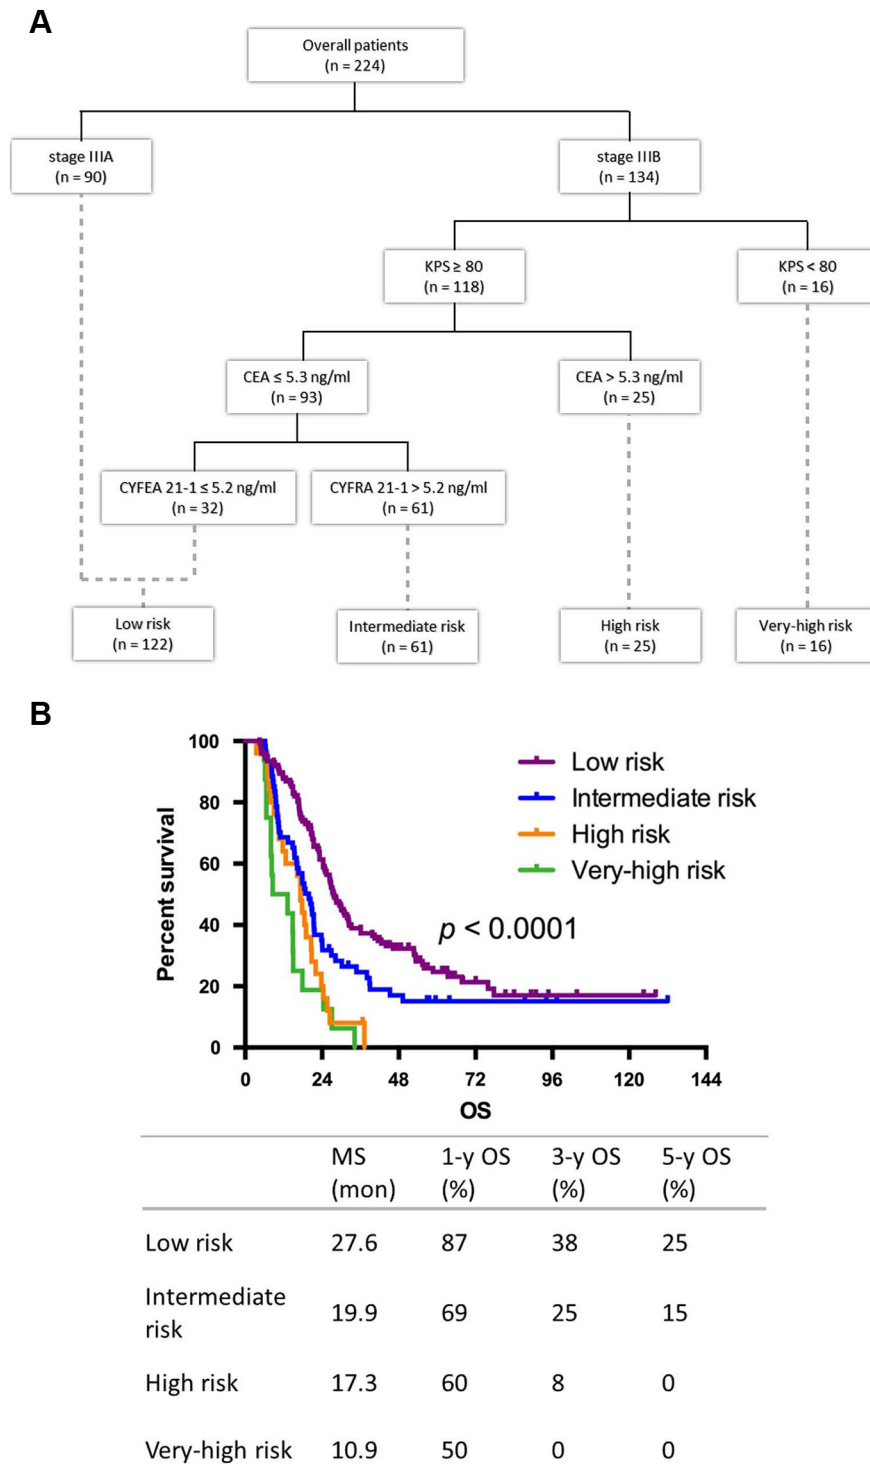 A
Overall patients
(n = 224)
stage IIIA
(n = 90)
stage IIIB
(n = 134)
KPS ≥ 80
(n = 118)
KPS < 80
(n = 16)
CEA ≤ 5.3 ng/ml
(n = 93)
CEA > 5.3 ng/ml
(n = 25)
CYFEA 21-1 ≤ 5.2 ng/ml
(n = 32)
CYFRA 21-1 > 5.2 ng/ml
(n = 61)
Low risk
(n = 122)
Intermediate risk
(n = 61)
High risk
(n = 25)
Very-high risk
(n = 16)
B
100
80
60
40
20
0
Percent survival
Low risk
Intermediate risk
High risk
Very-high risk
p < 0.0001
0 24 48 72 96 120 144
OS
MS (mon) 1-y OS (%) 3-y OS (%) 5-y OS (%)
Low risk 27.6 87 38 25
Intermediate risk 19.9 69 25 15
High risk 17.3 60 8 0
Very-high risk 10.9 50 0 0